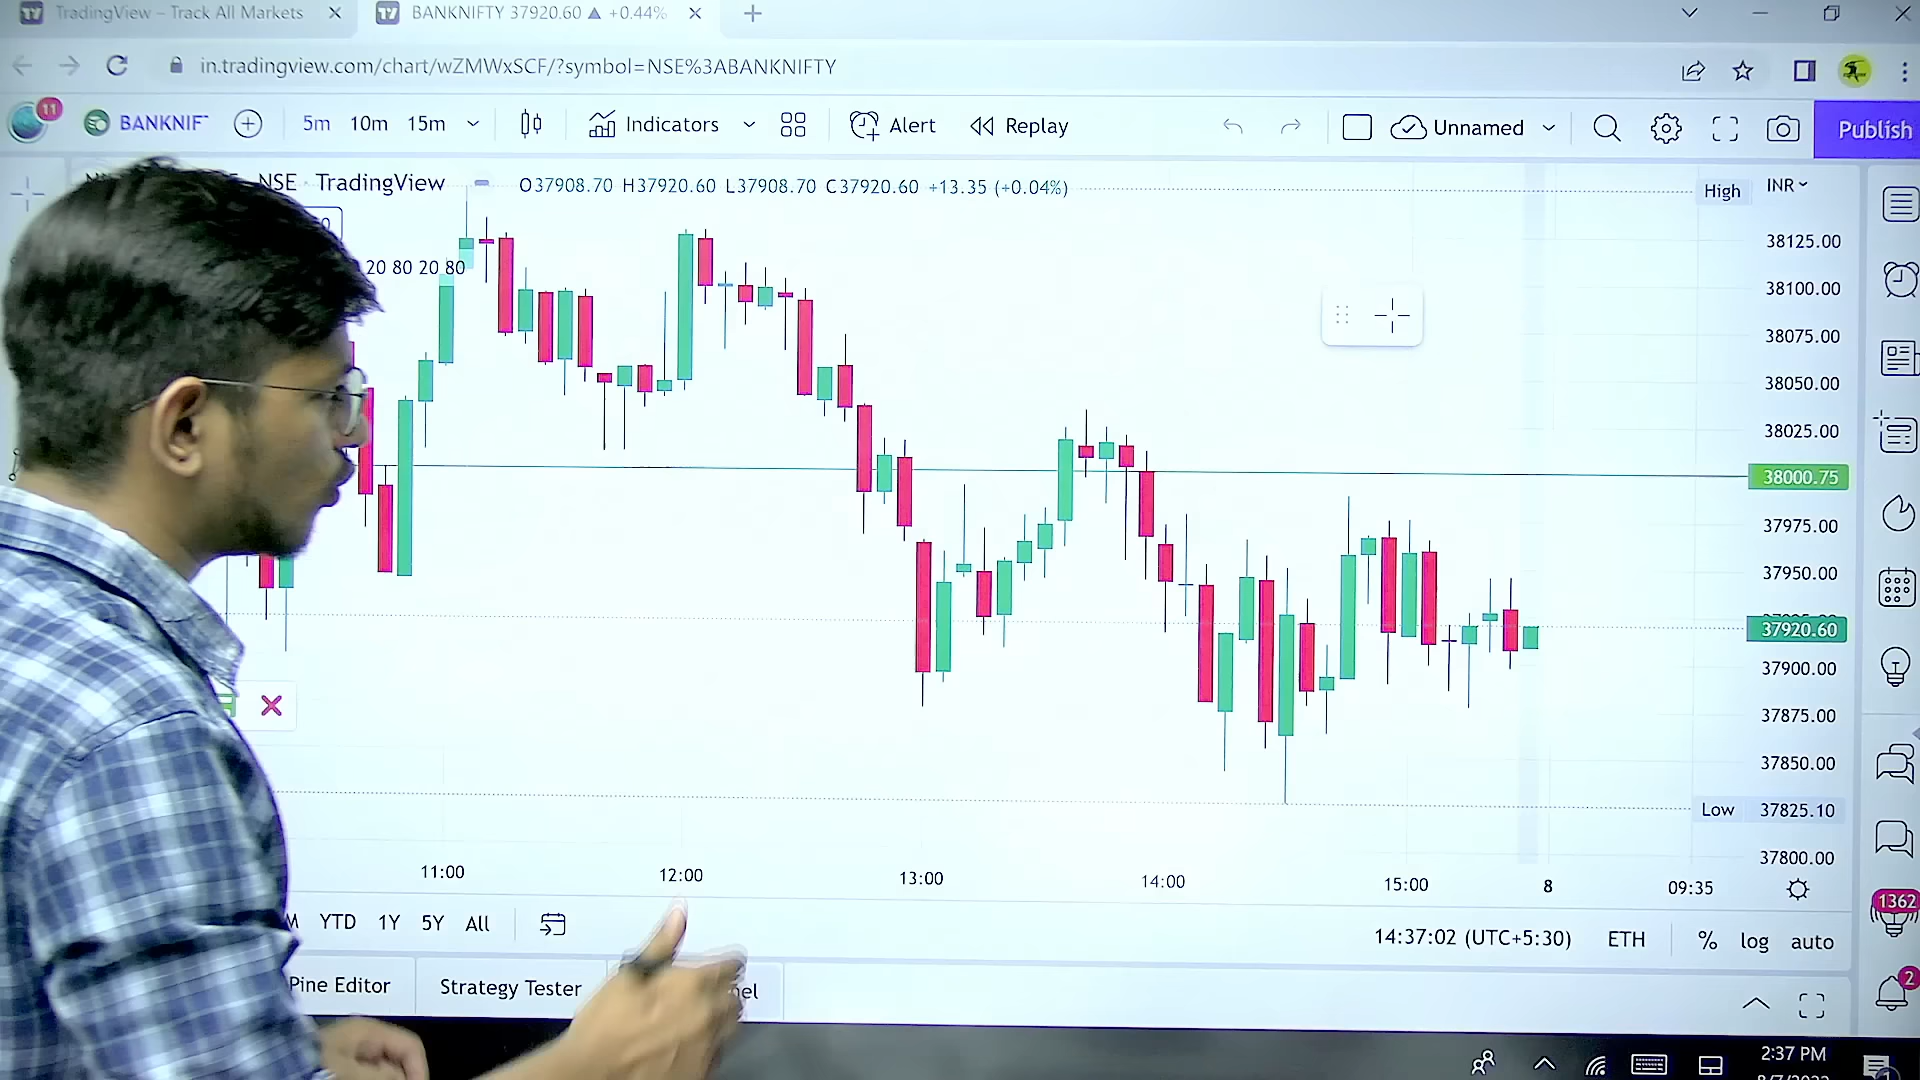 TradingView – Track All Markets
BANKNIFTY 37920.60 ▲ +0.44%
in.tradingview.com/chart/wZMWxSCF/?symbol=NSE%3ABANKNIFTY
11
BANKNIF
5m 10m 15m
Indicators
Alert
Replay
Unnamed
Publish
NSE · TradingView
O37908.70 H37920.60 L37908.70 C37920.60 +13.35 (+0.04%)
High
INR
20 80 20 80
38125.00
38100.00
38075.00
38050.00
38025.00
38000.75
37975.00
37950.00
37920.60
37900.00
37875.00
37850.00
Low 37825.10
37800.00
11:00 12:00 13:00 14:00 15:00 8 09:35
YTD 1Y 5Y All
14:37:02 (UTC+5:30) ETH % log auto
1362
2
Pine Editor Strategy Tester
2:37 PM